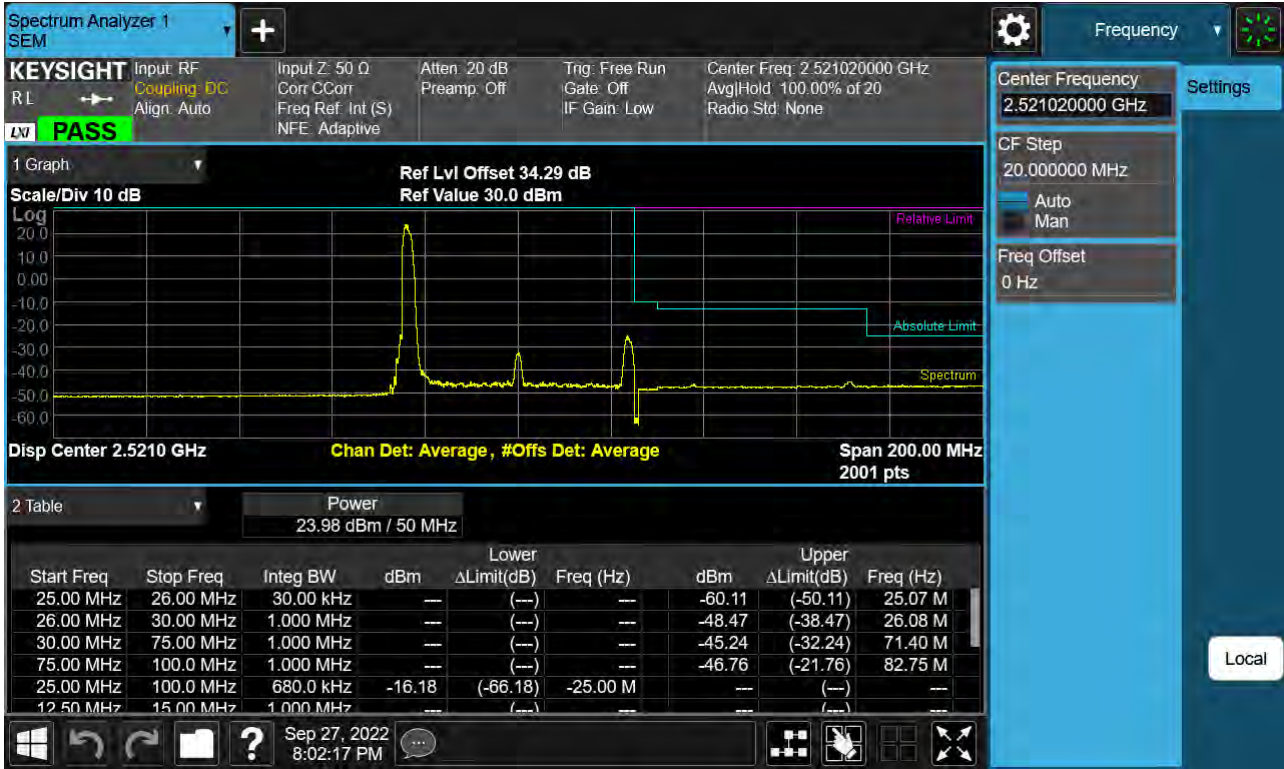 Spectrum Analyzer 1
SEM
+
Frequency
KEYSIGHT
Input: RF
Coupling: DC
Align: Auto
Input Z: 50 Ω
Corr CCorr
Freq Ref: Int (S)
NFE: Adaptive
Atten: 20 dB
Preamp: Off
Trig: Free Run
Gate: Off
IF Gain: Low
Center Freq: 2.521020000 GHz
Avg|Hold: 100.00% of 20
Radio Std: None
R L
LXI PASS
Center Frequency
2.521020000 GHz
Settings
CF Step
20.000000 MHz
Auto
Man
Freq Offset
0 Hz
Local
1 Graph
Scale/Div 10 dB
Ref Lvl Offset 34.29 dB
Ref Value 30.0 dBm
Log
20.0
10.0
0.00
-10.0
-20.0
-30.0
-40.0
-50.0
-60.0
Relative Limit
Absolute Limit
Spectrum
Disp Center 2.5210 GHz
Chan Det: Average, #Offs Det: Average
Span 200.00 MHz
2001 pts
2 Table
Power
23.98 dBm / 50 MHz
Lower Upper
Start Freq Stop Freq Integ BW dBm ΔLimit(dB) Freq (Hz) dBm ΔLimit(dB) Freq (Hz)
25.00 MHz 26.00 MHz 30.00 kHz --- (---) --- -60.11 (-50.11) 25.07 M
26.00 MHz 30.00 MHz 1.000 MHz --- (---) --- -48.47 (-38.47) 26.08 M
30.00 MHz 75.00 MHz 1.000 MHz --- (---) --- -45.24 (-32.24) 71.40 M
75.00 MHz 100.0 MHz 1.000 MHz --- (---) --- -46.76 (-21.76) 82.75 M
25.00 MHz 100.0 MHz 680.0 kHz -16.18 (-66.18) -25.00 M --- (---) ---
12.50 MHz 15.00 MHz 1.000 MHz --- (---) --- --- (---) ---
?
Sep 27, 2022
8:02:17 PM